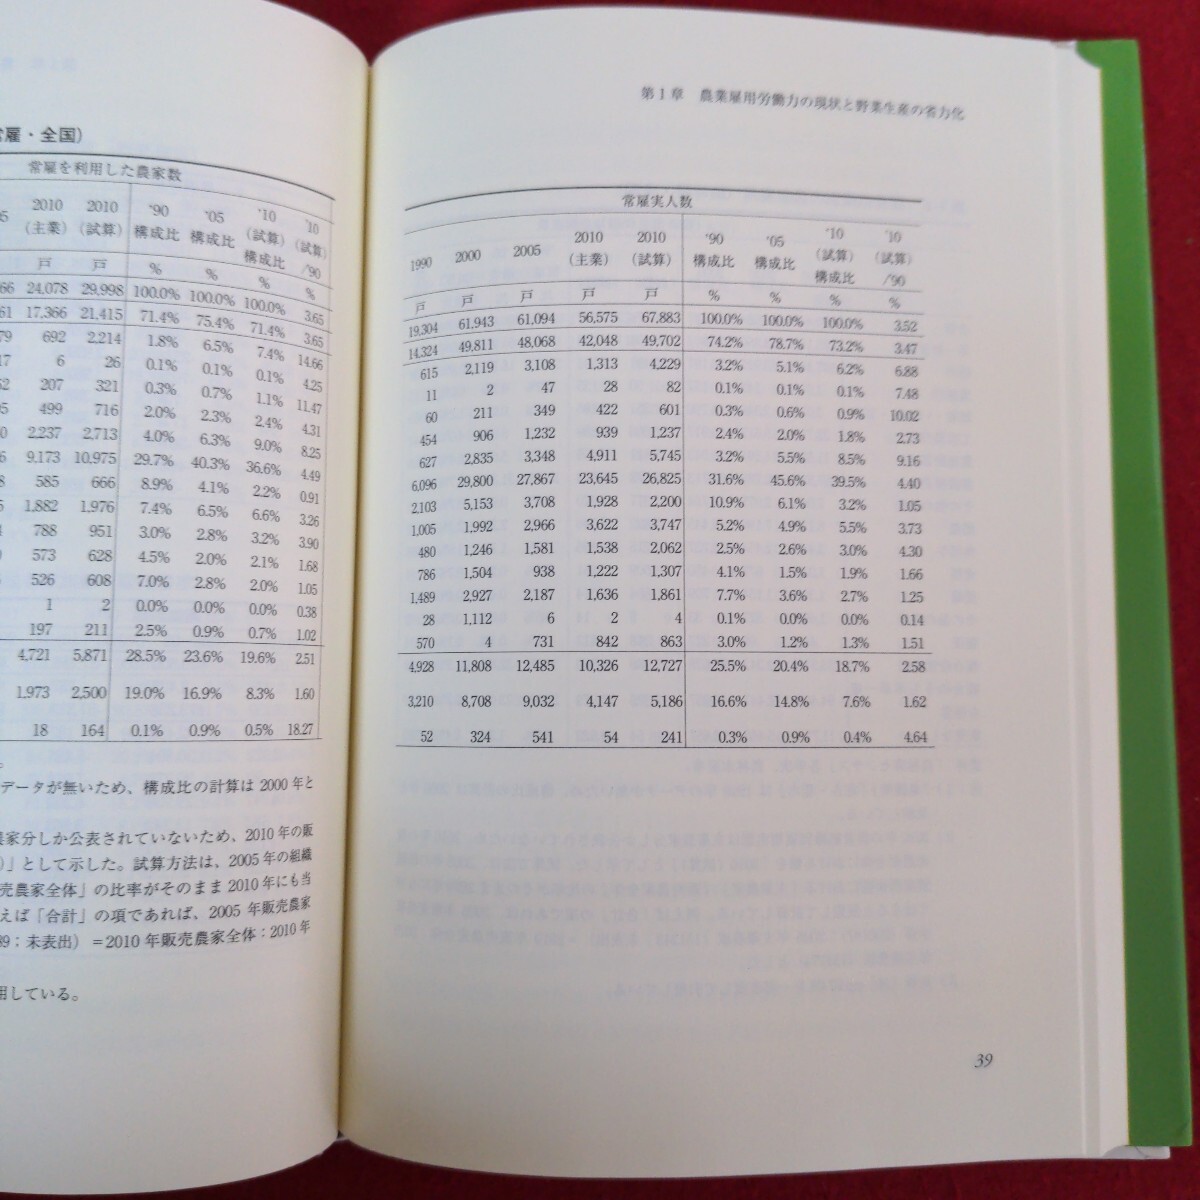 常雇・全国）
常雇を利用した農家数
2010 2010 '90 '05 '10 '10
（主業） （試算） 構成比 構成比 （試算） （試算）
構成比 /90
戸 戸 % % % %
24,078 29,998 100.0% 100.0% 100.0% 3.65
17,366 21,415 71.4% 75.4% 71.4% 3.65
692 2,214 1.8% 6.5% 7.4% 14.66
6 26 0.1% 0.1% 0.1% 4.25
207 321 0.3% 0.7% 1.1% 11.47
499 716 2.0% 2.3% 2.4% 4.31
2,237 2,713 4.0% 6.3% 9.0% 8.25
9,173 10,975 29.7% 40.3% 36.6% 4.49
585 666 8.9% 4.1% 2.2% 0.91
1,882 1,976 7.4% 6.5% 6.6% 3.26
788 951 3.0% 2.8% 3.2% 3.90
573 628 4.5% 2.0% 2.1% 1.68
526 608 7.0% 2.8% 2.0% 1.05
1 2 0.0% 0.0% 0.0% 0.38
197 211 2.5% 0.9% 0.7% 1.02
4,721 5,871 28.5% 23.6% 19.6% 2.51
1,973 2,500 19.0% 16.9% 8.3% 1.60
18 164 0.1% 0.9% 0.5% 18.27
データが無いため、構成比の計算は2000年と
農家分しか公表されていないため、2010年の販
）」として示した。試算方法は、2005年の組織
売農家全体」の比率がそのまま2010年にも当
えば「合計」の項であれば、2005年販売農家
89：未表出）＝2010年販売農家全体：2010年
用している。
第1章　農業雇用労働力の現状と野菜生産の省力化
常雇実人数
1990 2000 2005 2010 2010 '90 '05 '10 '10
（主業） （試算） 構成比 構成比 （試算） （試算）
構成比 /90
戸 戸 戸 戸 戸 % % % %
19,304 61,943 61,094 56,575 67,883 100.0% 100.0% 100.0% 3.52
14,324 49,811 48,068 42,048 49,702 74.2% 78.7% 73.2% 3.47
615 2,119 3,108 1,313 4,229 3.2% 5.1% 6.2% 6.88
11 2 47 28 82 0.1% 0.1% 0.1% 7.48
60 211 349 422 601 0.3% 0.6% 0.9% 10.02
454 906 1,232 939 1,237 2.4% 2.0% 1.8% 2.73
627 2,835 3,348 4,911 5,745 3.2% 5.5% 8.5% 9.16
6,096 29,800 27,867 23,645 26,825 31.6% 45.6% 39.5% 4.40
2,103 5,153 3,708 1,928 2,200 10.9% 6.1% 3.2% 1.05
1,005 1,992 2,966 3,622 3,747 5.2% 4.9% 5.5% 3.73
480 1,246 1,581 1,538 2,062 2.5% 2.6% 3.0% 4.30
786 1,504 938 1,222 1,307 4.1% 1.5% 1.9% 1.66
1,489 2,927 2,187 1,636 1,861 7.7% 3.6% 2.7% 1.25
28 1,112 6 2 4 0.1% 0.0% 0.0% 0.14
570 4 731 842 863 3.0% 1.2% 1.3% 1.51
4,928 11,808 12,485 10,326 12,727 25.5% 20.4% 18.7% 2.58
3,210 8,708 9,032 4,147 5,186 16.6% 14.8% 7.6% 1.62
52 324 541 54 241 0.3% 0.9% 0.4% 4.64
39